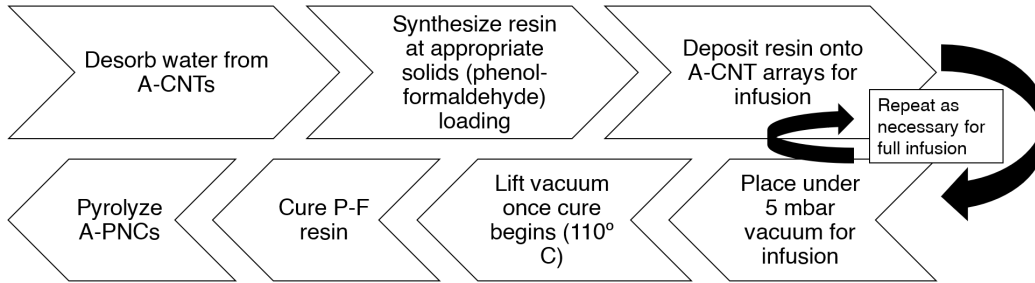 Desorb water from
A-CNTs
Synthesize resin
at appropriate
solids (phenol-
formaldehyde)
loading
Deposit resin onto
A-CNT arrays for
infusion
Repeat as
necessary for
full infusion
Place under
5 mbar
vacuum for
infusion
Lift vacuum
once cure
begins (110º
C)
Cure P-F
resin
Pyrolyze
A-PNCs